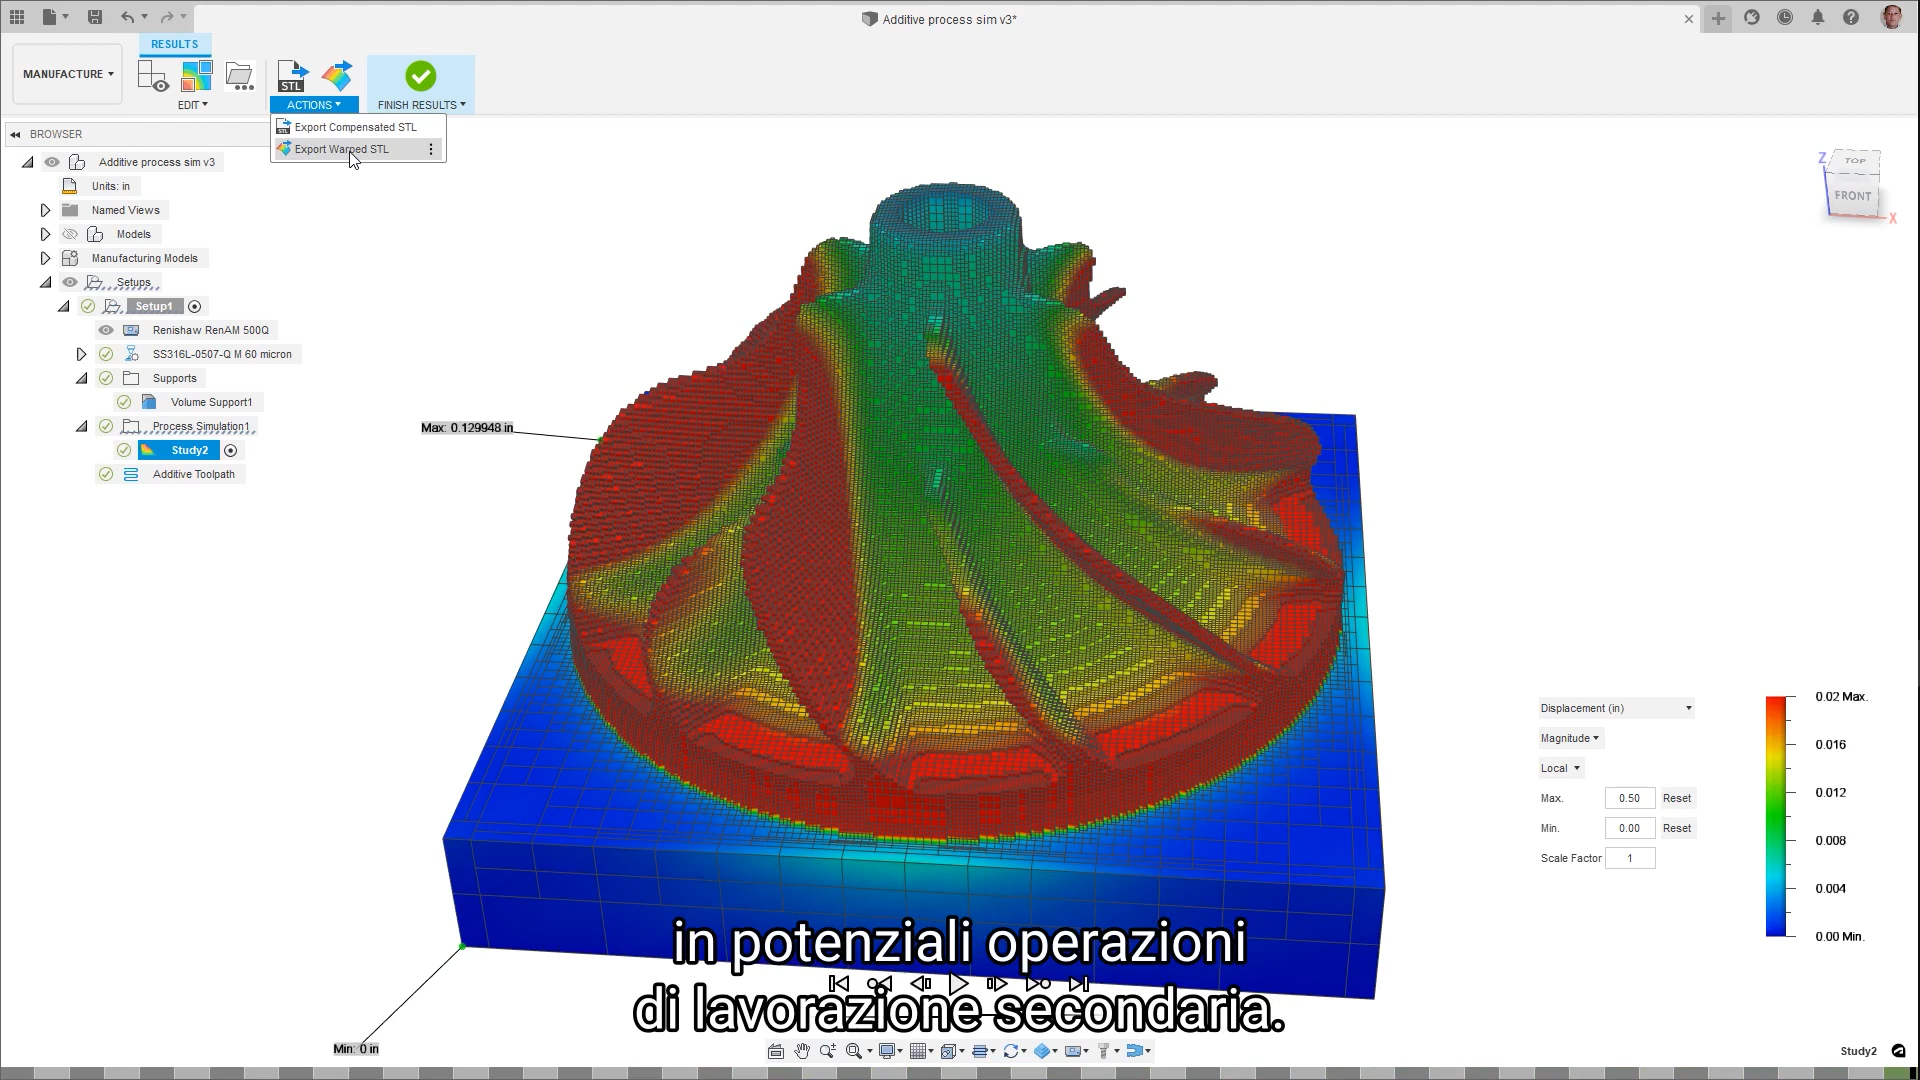 Additive process sim v3*
RESULTS
MANUFACTURE
STL
EDIT
ACTIONS
FINISH RESULTS
STL
Export Compensated STL
Export Warped STL
BROWSER
Additive process sim v3
Units: in
Named Views
Models
Manufacturing Models
Setups
Setup1
Renishaw RenAM 500Q
SS316L-0507-Q M 60 micron
Supports
Volume Support1
Process Simulation1
Study2
Additive Toolpath
Z
TOP
FRONT
X
Max: 0.129948 in
Min: 0 in
Displacement (in)
Magnitude
Local
Max. 0.50 Reset
Min. 0.00 Reset
Scale Factor 1
0.02 Max.
0.016
0.012
0.008
0.004
0.00 Min.
in potenziali operazioni
di lavorazione secondaria.
Study2